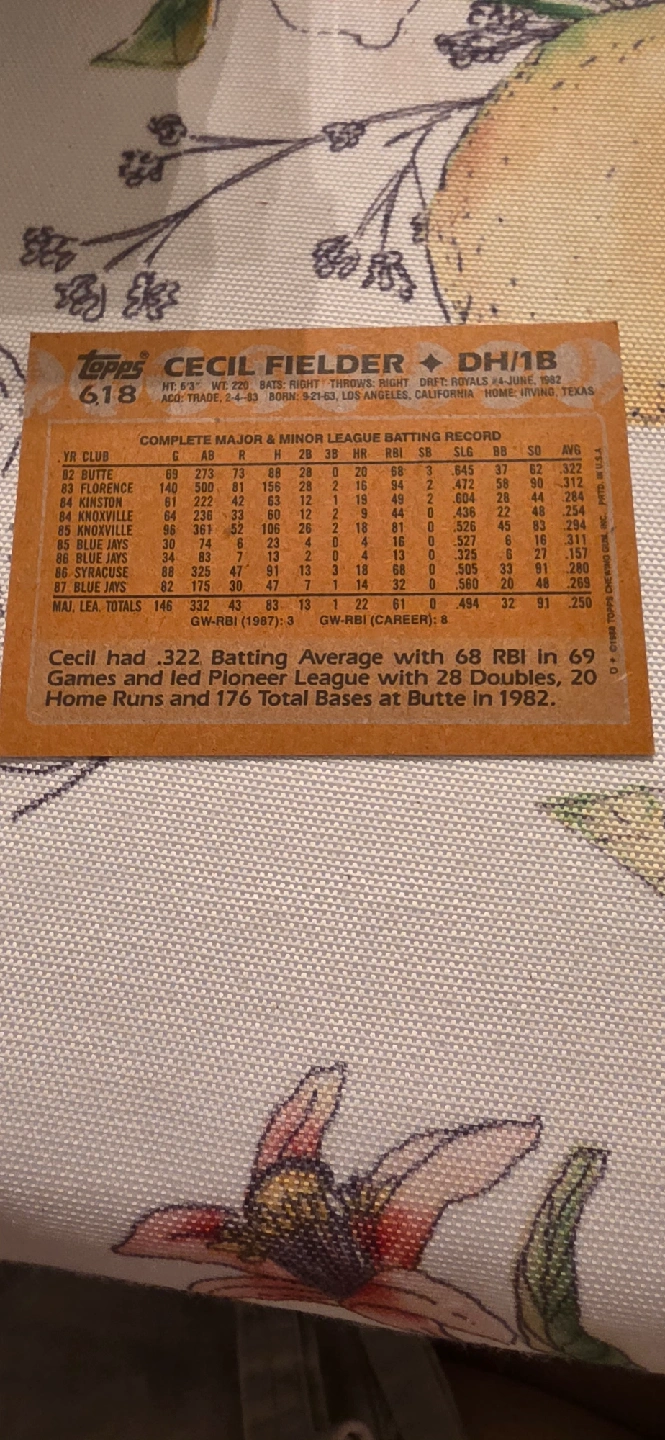 topps® CECIL FIELDER ✦ DH/1B
618 HT: 6'3" WT: 220 BATS: RIGHT THROWS: RIGHT DRFT: ROYALS #4-JUNE, 1982
ACQ: TRADE, 2-4-83 BORN: 9-21-63, LOS ANGELES, CALIFORNIA HOME: IRVING, TEXAS
COMPLETE MAJOR & MINOR LEAGUE BATTING RECORD
YR CLUB G AB R H 2B 3B HR RBI SB SLG BB SO AVG
82 BUTTE 69 273 73 88 28 0 20 68 3 .645 37 62 .322
83 FLORENCE 140 500 81 156 28 2 16 94 2 .472 58 90 .312
84 KINSTON 61 222 42 63 12 1 19 49 2 .604 28 44 .284
84 KNOXVILLE 64 236 33 60 12 2 9 44 0 .436 22 48 .254
85 KNOXVILLE 96 361 52 106 26 2 18 81 0 .526 45 83 .294
85 BLUE JAYS 30 74 6 23 4 0 4 16 0 .527 6 16 .311
86 BLUE JAYS 34 83 7 13 2 0 4 13 0 .325 6 27 .157
86 SYRACUSE 88 325 47 91 13 3 18 68 0 .505 33 91 .280
87 BLUE JAYS 82 175 30 47 7 1 14 32 0 .560 20 48 .269
MAJ. LEA. TOTALS 146 332 43 83 13 1 22 61 0 .494 32 91 .250
GW-RBI (1987): 3 GW-RBI (CAREER): 8
Cecil had .322 Batting Average with 68 RBI in 69
Games and led Pioneer League with 28 Doubles, 20
Home Runs and 176 Total Bases at Butte in 1982.
D* ©1988 TOPPS CHEWING GUM, INC. PRTD. IN U.S.A.